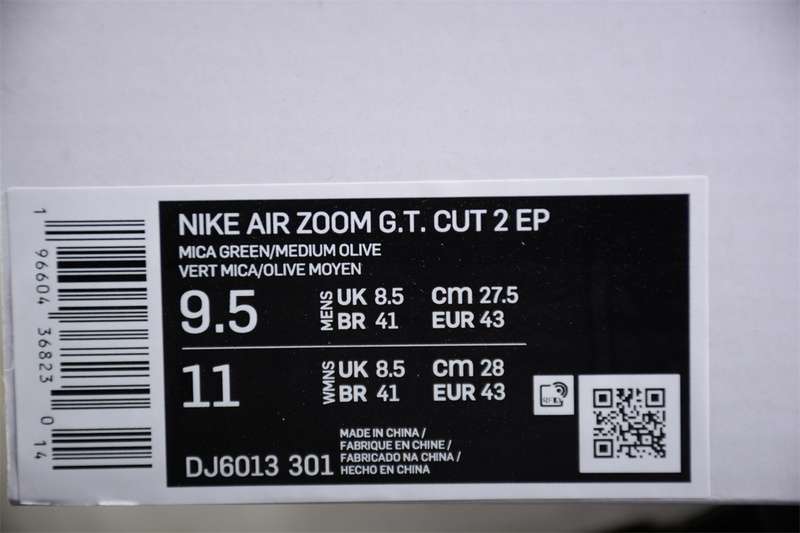 NIKE AIR ZOOM G.T. CUT 2 EP
MICA GREEN/MEDIUM OLIVE
VERT MICA/OLIVE MOYEN
9.5 MENS UK 8.5 cm 27.5
BR 41 EUR 43
11 WMNS UK 8.5 cm 28
BR 41 EUR 43
MADE IN CHINA /
FABRIQUE EN CHINE /
FABRICADO NA CHINA /
HECHO EN CHINA
DJ6013 301
1 96604 36823 014